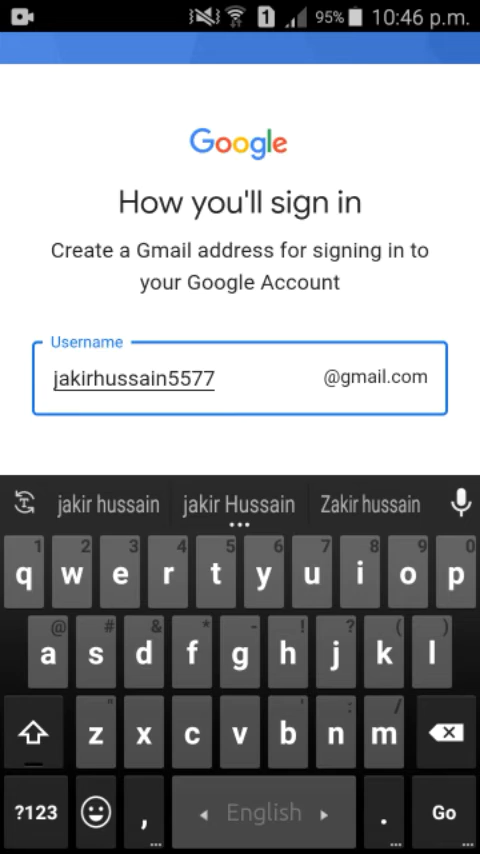 1 95% 10:46 p.m.
Google
How you'll sign in
Create a Gmail address for signing in to
your Google Account
Username
jakirhussain5577 @gmail.com
jakir hussain jakir Hussain Zakir hussain
1 2 3 4 5 6 7 8 9 0
q w e r t y u i o p
@ # & * - ! ? ( )
a s d f g h j k l
" ' : /
z x c v b n m
?123 , English . Go